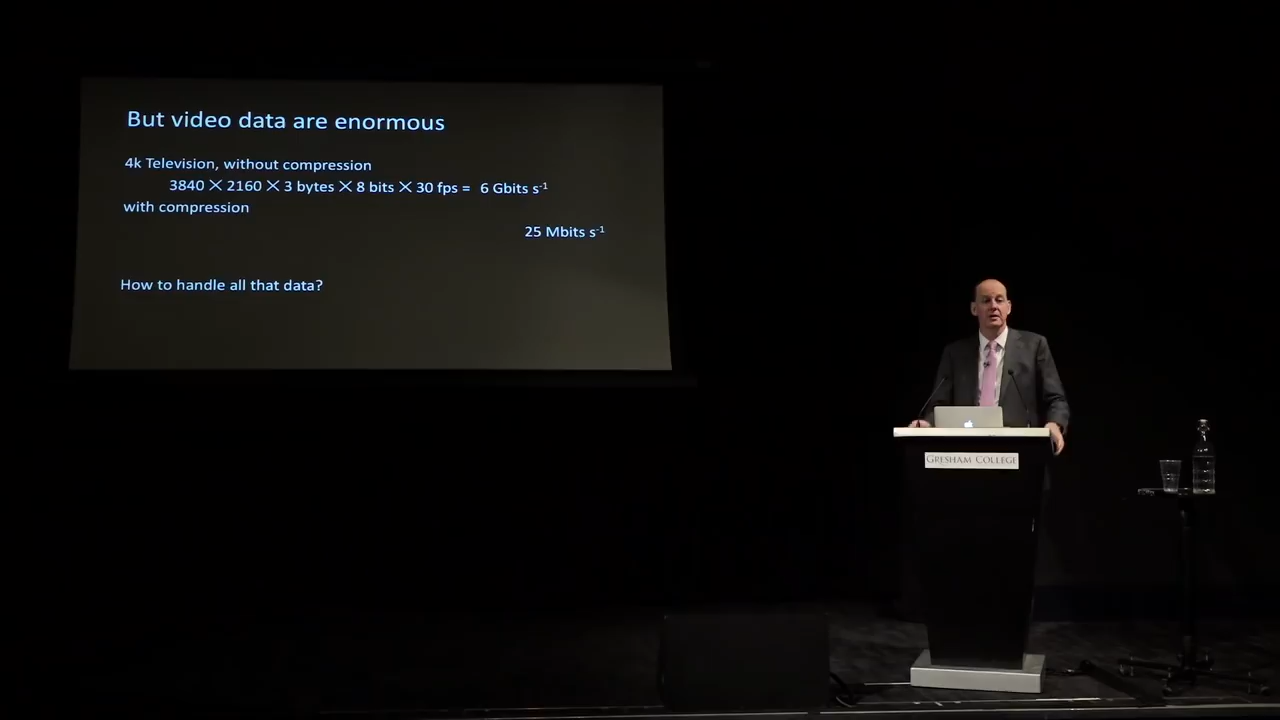 But video data are enormous
4k Television, without compression
3840 × 2160 × 3 bytes × 8 bits × 30 fps = 6 Gbits s⁻¹
with compression
25 Mbits s⁻¹
How to handle all that data?
GRESHAM COLLEGE